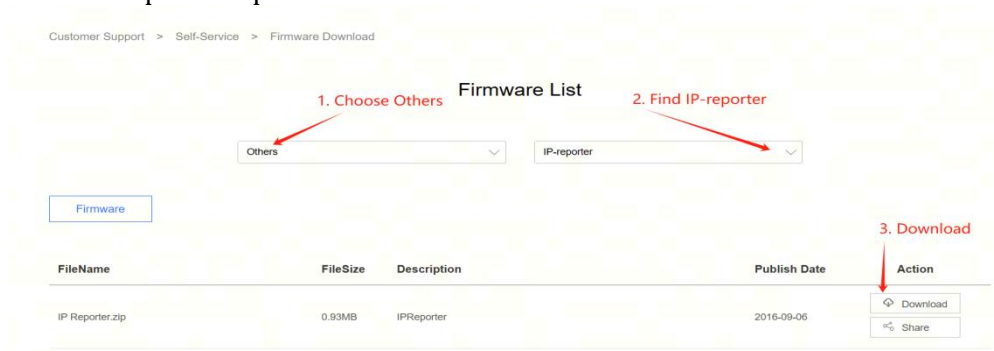 Customer Support > Self-Service > Firmware Download
Firmware List
1. Choose Others
2. Find IP-reporter
Others
IP-reporter
Firmware
3. Download
FileName FileSize Description Publish Date Action
IP Reporter.zip 0.93MB IPReporter 2016-09-06 Download
Share